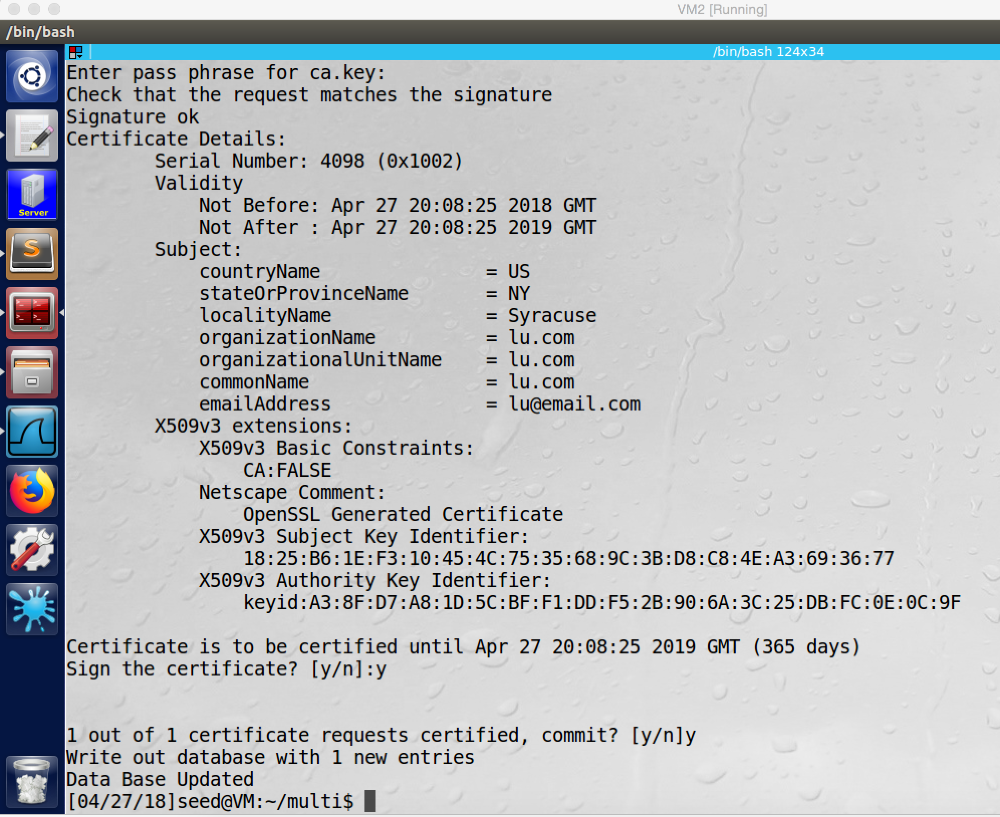 VM2 [Running]
/bin/bash
/bin/bash 124x34
Enter pass phrase for ca.key:
Check that the request matches the signature
Signature ok
Certificate Details:
Serial Number: 4098 (0x1002)
Validity
Not Before: Apr 27 20:08:25 2018 GMT
Not After : Apr 27 20:08:25 2019 GMT
Subject:
countryName = US
stateOrProvinceName = NY
localityName = Syracuse
organizationName = lu.com
organizationalUnitName = lu.com
commonName = lu.com
emailAddress = lu@email.com
X509v3 extensions:
X509v3 Basic Constraints:
CA:FALSE
Netscape Comment:
OpenSSL Generated Certificate
X509v3 Subject Key Identifier:
18:25:B6:1E:F3:10:45:4C:75:35:68:9C:3B:D8:C8:4E:A3:69:36:77
X509v3 Authority Key Identifier:
keyid:A3:8F:D7:A8:1D:5C:BF:F1:DD:F5:2B:90:6A:3C:25:DB:FC:0E:0C:9F
Certificate is to be certified until Apr 27 20:08:25 2019 GMT (365 days)
Sign the certificate? [y/n]:y
1 out of 1 certificate requests certified, commit? [y/n]y
Write out database with 1 new entries
Data Base Updated
[04/27/18]seed@VM:~/multi$
Server
S